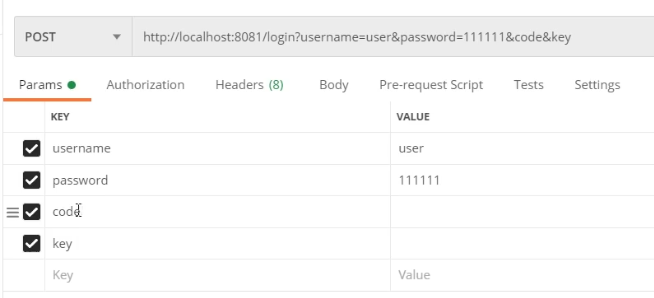 POST http://localhost:8081/login?username=user&password=111111&code&key
Params Authorization Headers (8) Body Pre-request Script Tests Settings
KEY VALUE
username user
password 111111
code
key
Key Value